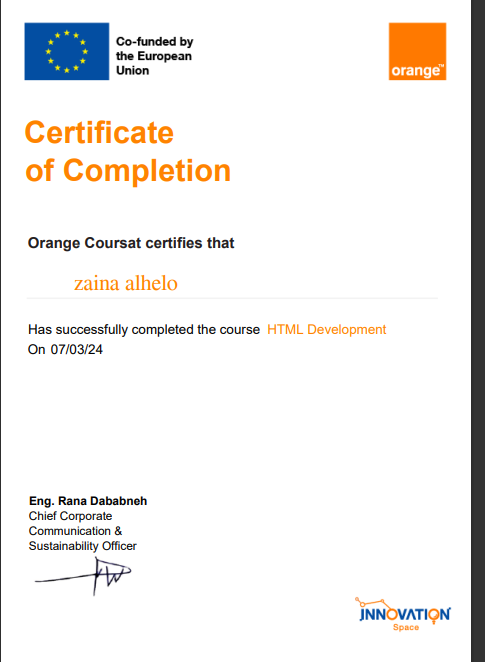 Co-funded by
the European
Union
orange™
Certificate
of Completion
Orange Coursat certifies that
zaina alhelo
Has successfully completed the course HTML Development
On 07/03/24
Eng. Rana Dababneh
Chief Corporate
Communication &
Sustainability Officer
INNOVATION
Space